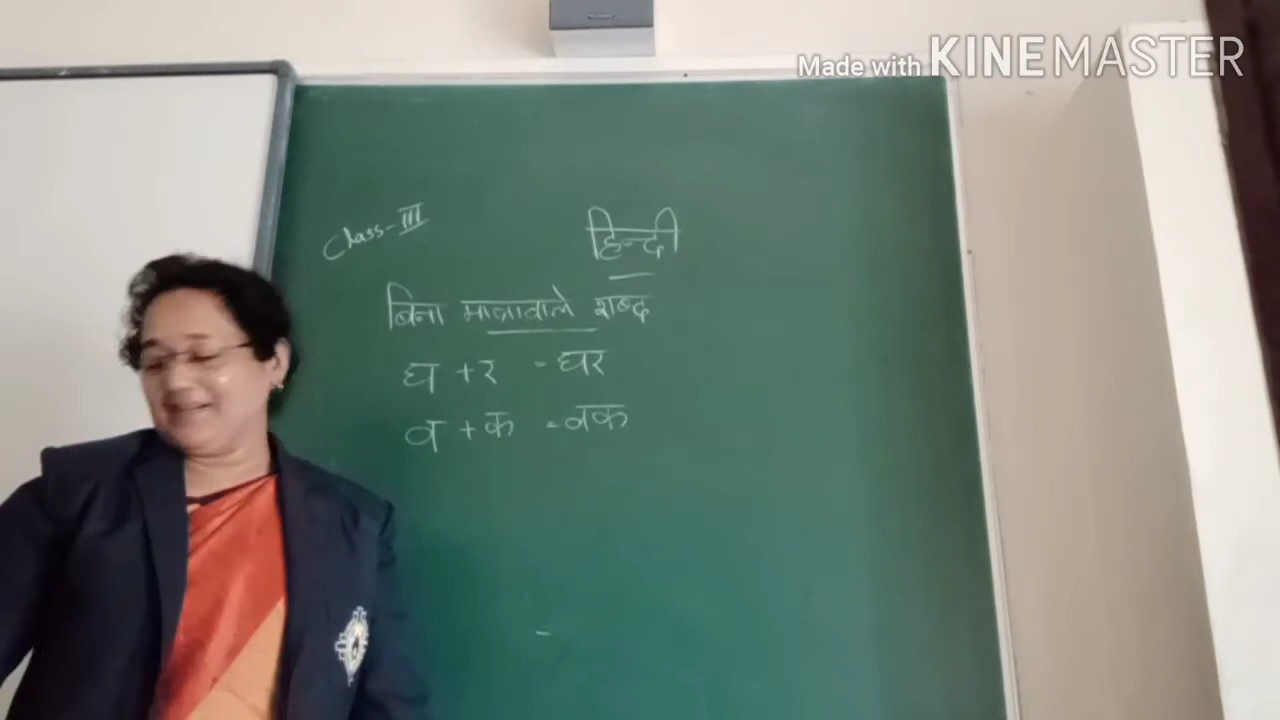 Made with KINEMASTER
Class-III
हिन्दी
बिना मात्रावाले शब्द
घ + र = घर
व + क = वक